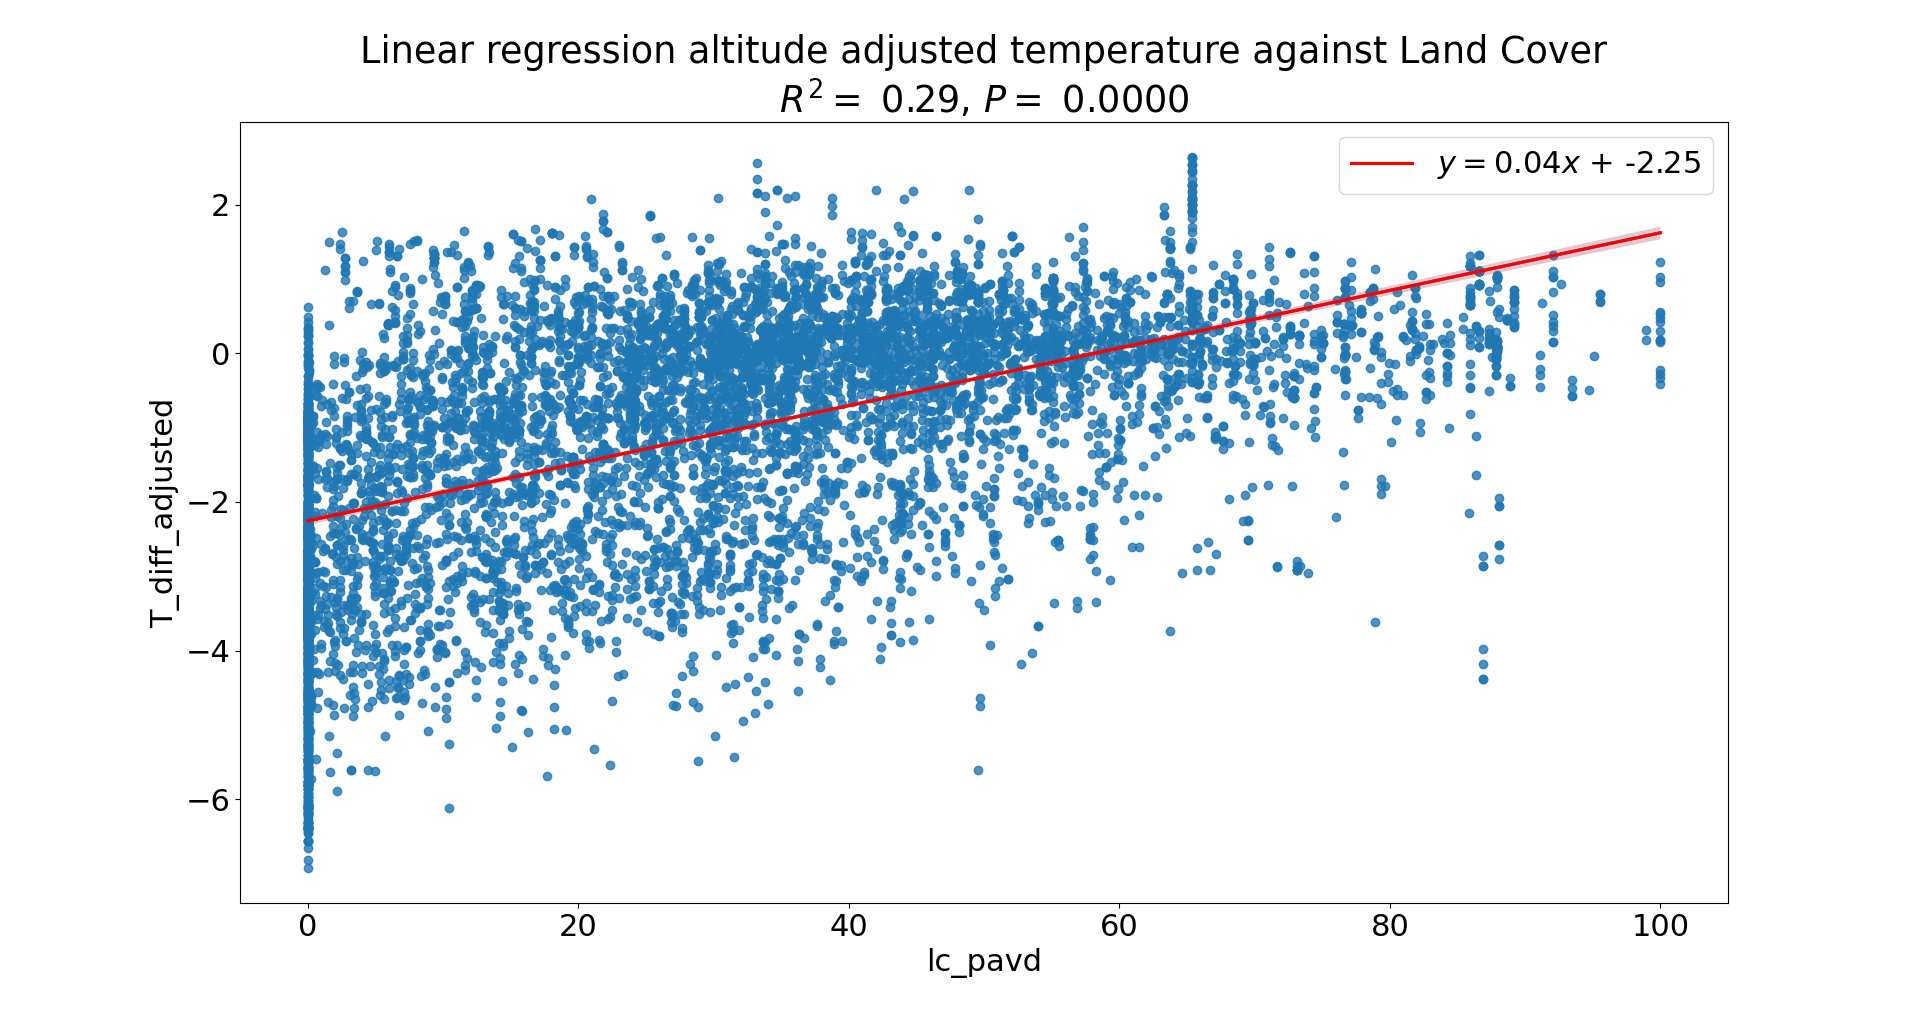 Linear regression altitude adjusted temperature against Land Cover
R² = 0.29, P = 0.0000
y = 0.04x + -2.25
T_diff_adjusted
2
0
−2
−4
−6
0 20 40 60 80 100
lc_pavd